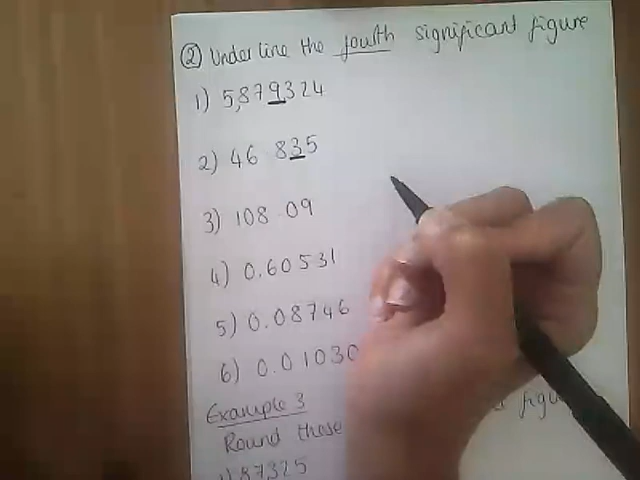 ② Underline the fourth significant figure
1) 5,879324
2) 46.835
3) 108.09
4) 0.60531
5) 0.08746
6) 0.01030
Example 3
Round these
1) 87325